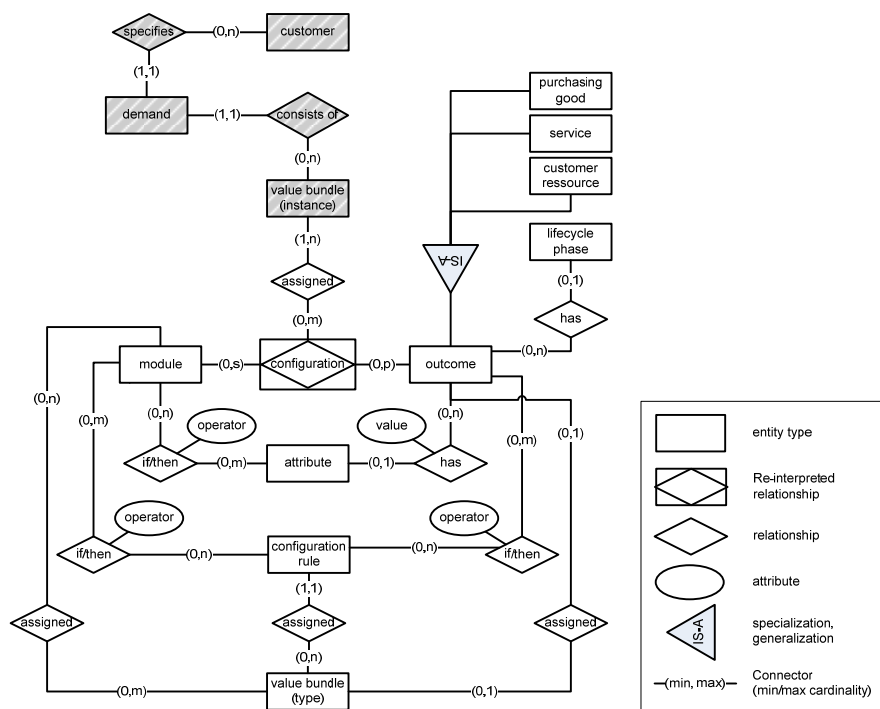 specifies
(0,n)
customer
(1,1)
demand
(1,1)
consists of
(0,n)
value bundle
(instance)
(1,n)
assigned
(0,m)
purchasing
good
service
customer
ressource
lifecycle
phase
(0,1)
has
(0,n)
IS-A
module
(0,s)
configuration
(0,p)
outcome
(0,n)
(0,m)
(0,n)
operator
value
(0,n)
(0,m)
(0,1)
if/then
(0,m)
attribute
(0,1)
has
operator
operator
if/then
(0,n)
configuration
rule
(0,n)
if/then
(1,1)
assigned
assigned
assigned
(0,n)
(0,m)
value bundle
(type)
(0,1)
entity type
Re-interpreted
relationship
relationship
attribute
IS-A
specialization,
generalization
(min, max)
Connector
(min/max cardinality)